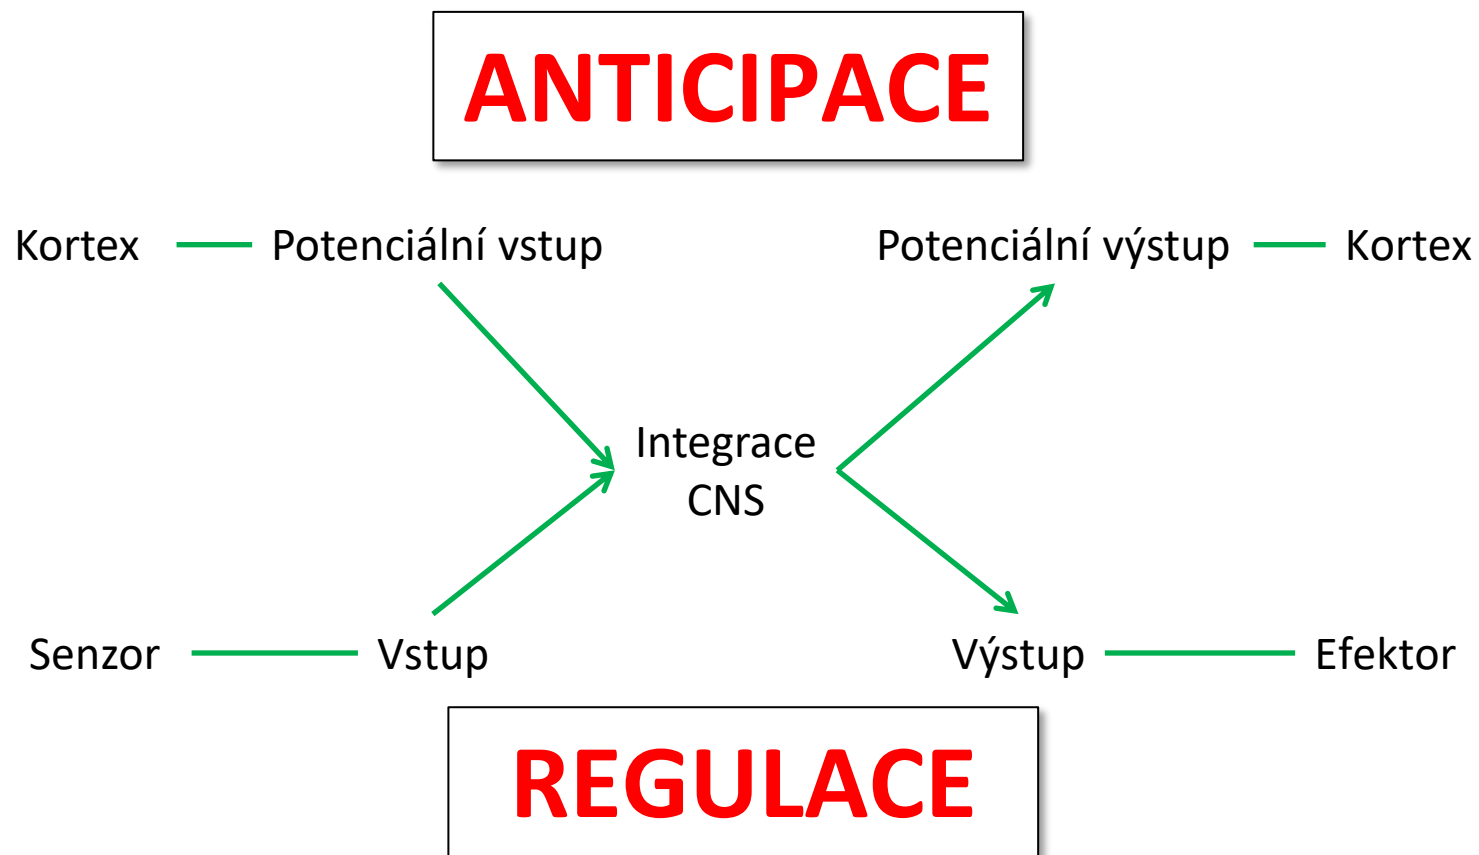 ANTICIPACE
Kortex
Potenciální vstup
Potenciální výstup
Kortex
Integrace
CNS
Senzor
Vstup
Výstup
Efektor
REGULACE